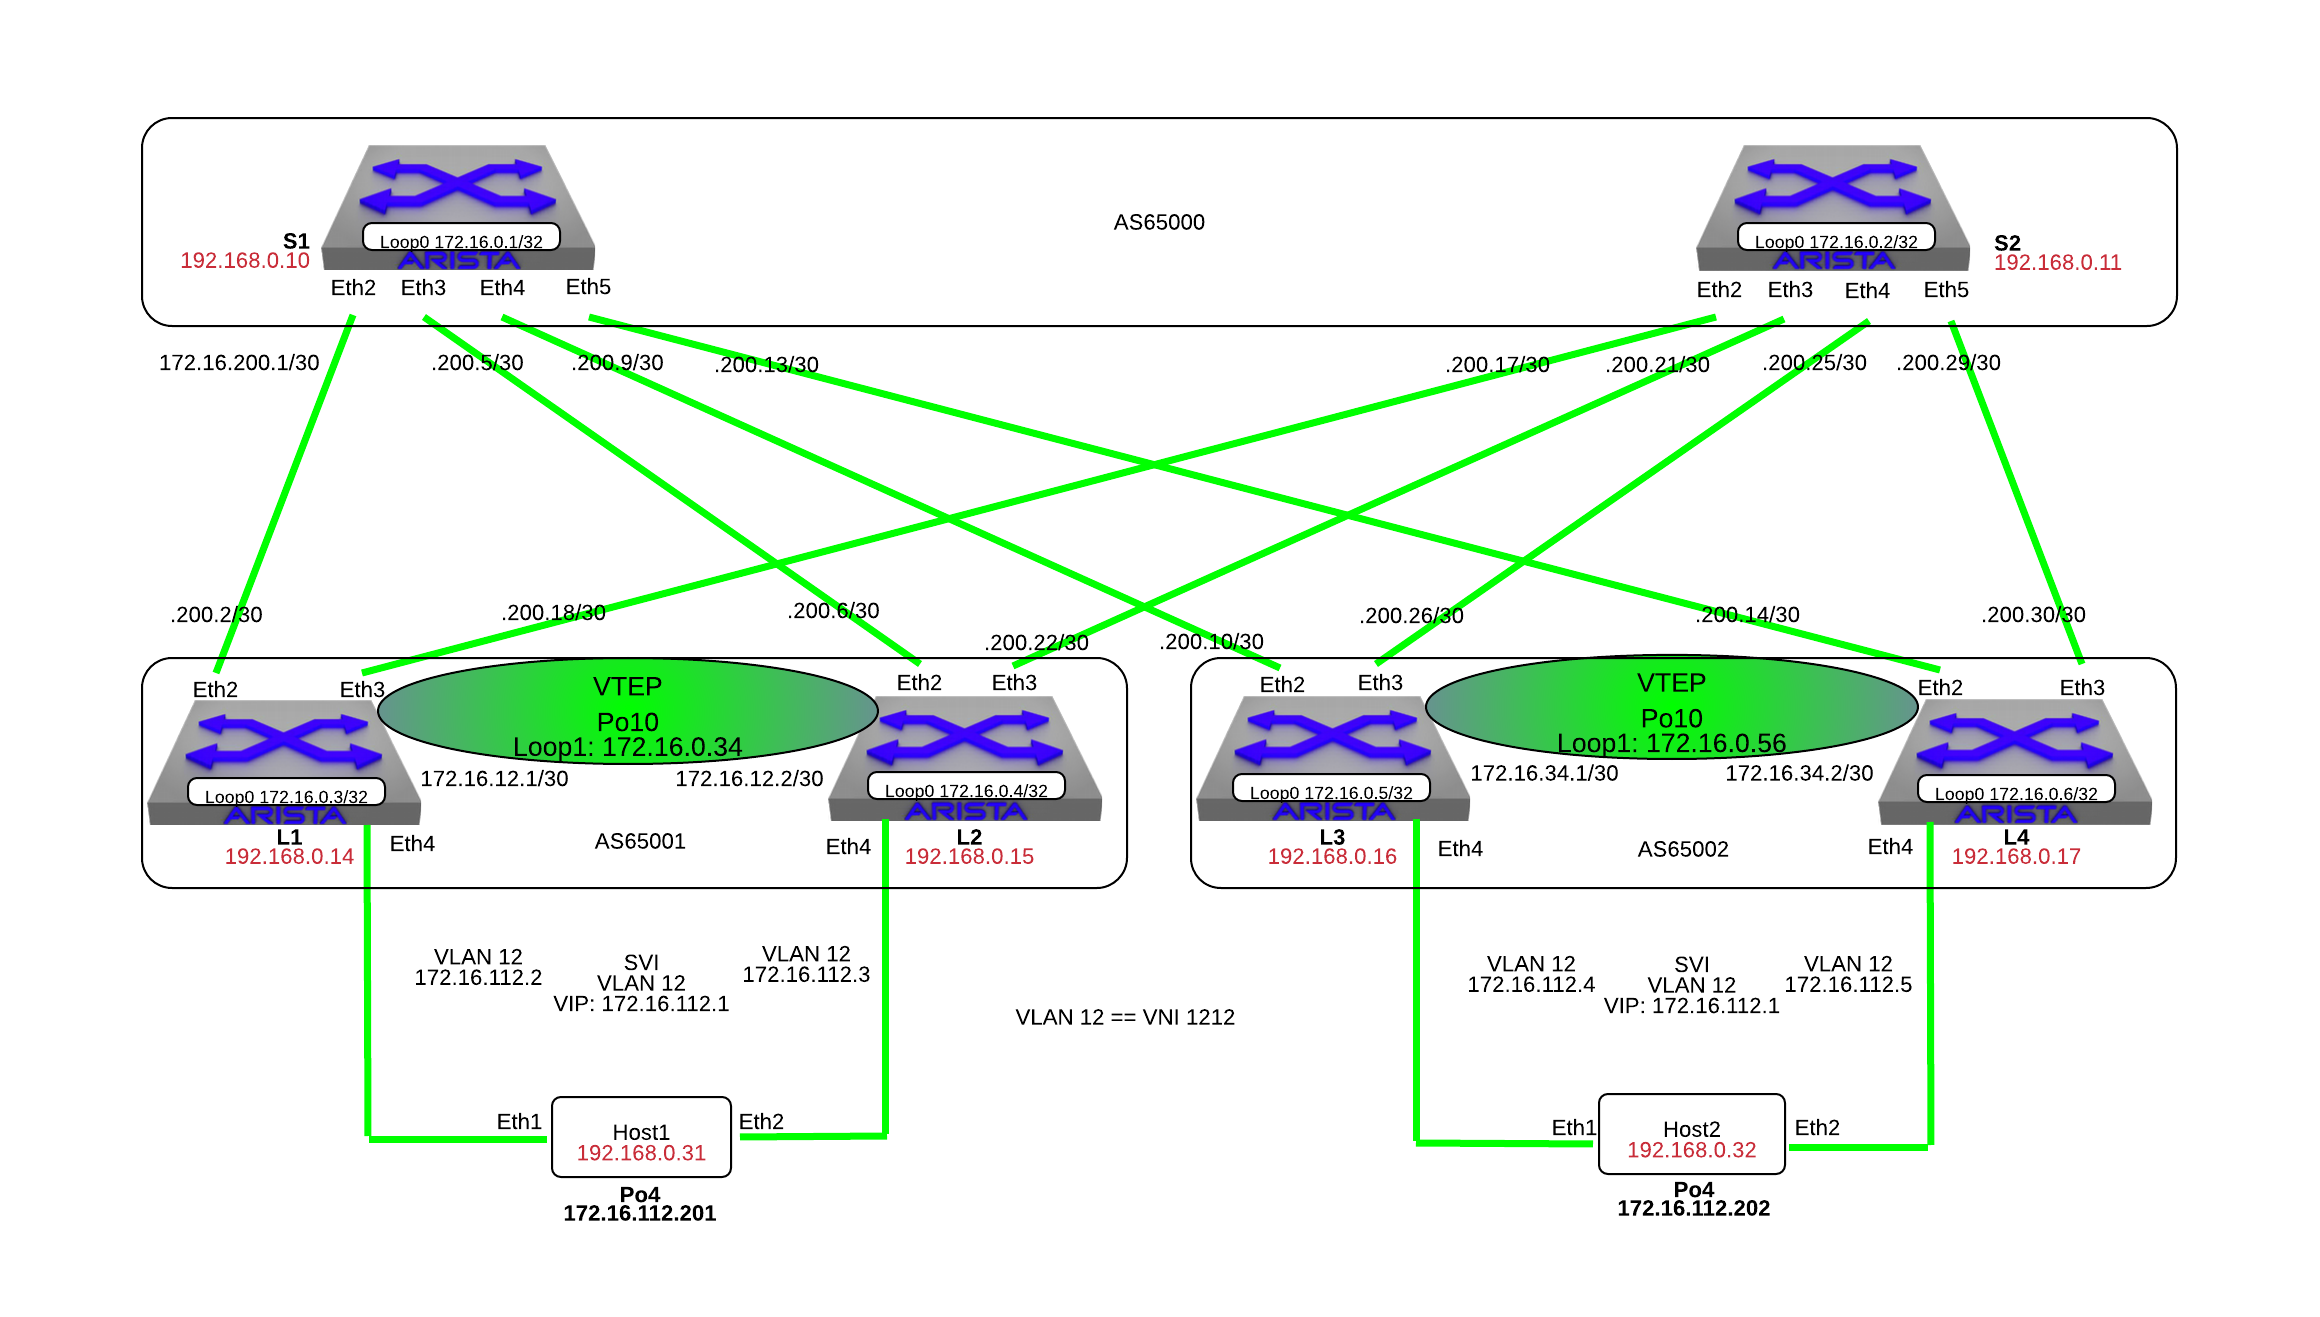 AS65000
S1
192.168.0.10
Loop0 172.16.0.1/32
ARISTA
Eth2
Eth3
Eth4
Eth5
Loop0 172.16.0.2/32
ARISTA
S2
192.168.0.11
Eth2
Eth3
Eth4
Eth5
172.16.200.1/30
.200.5/30
.200.9/30
.200.13/30
.200.17/30
.200.21/30
.200.25/30
.200.29/30
.200.2/30
.200.18/30
.200.6/30
.200.22/30
.200.10/30
.200.26/30
.200.14/30
.200.30/30
Eth2
Eth3
VTEP
Po10
Loop1: 172.16.0.34
Eth2
Eth3
172.16.12.1/30
172.16.12.2/30
Loop0 172.16.0.3/32
ARISTA
L1
192.168.0.14
Eth4
AS65001
Eth4
Loop0 172.16.0.4/32
ARISTA
L2
192.168.0.15
Eth2
Eth3
VTEP
Po10
Loop1: 172.16.0.56
Eth2
Eth3
172.16.34.1/30
172.16.34.2/30
Loop0 172.16.0.5/32
ARISTA
L3
192.168.0.16
Eth4
AS65002
Eth4
Loop0 172.16.0.6/32
ARISTA
L4
192.168.0.17
VLAN 12
172.16.112.2
SVI
VLAN 12
VIP: 172.16.112.1
VLAN 12
172.16.112.3
VLAN 12 == VNI 1212
VLAN 12
172.16.112.4
SVI
VLAN 12
VIP: 172.16.112.1
VLAN 12
172.16.112.5
Eth1
Host1
192.168.0.31
Eth2
Po4
172.16.112.201
Eth1
Host2
192.168.0.32
Eth2
Po4
172.16.112.202